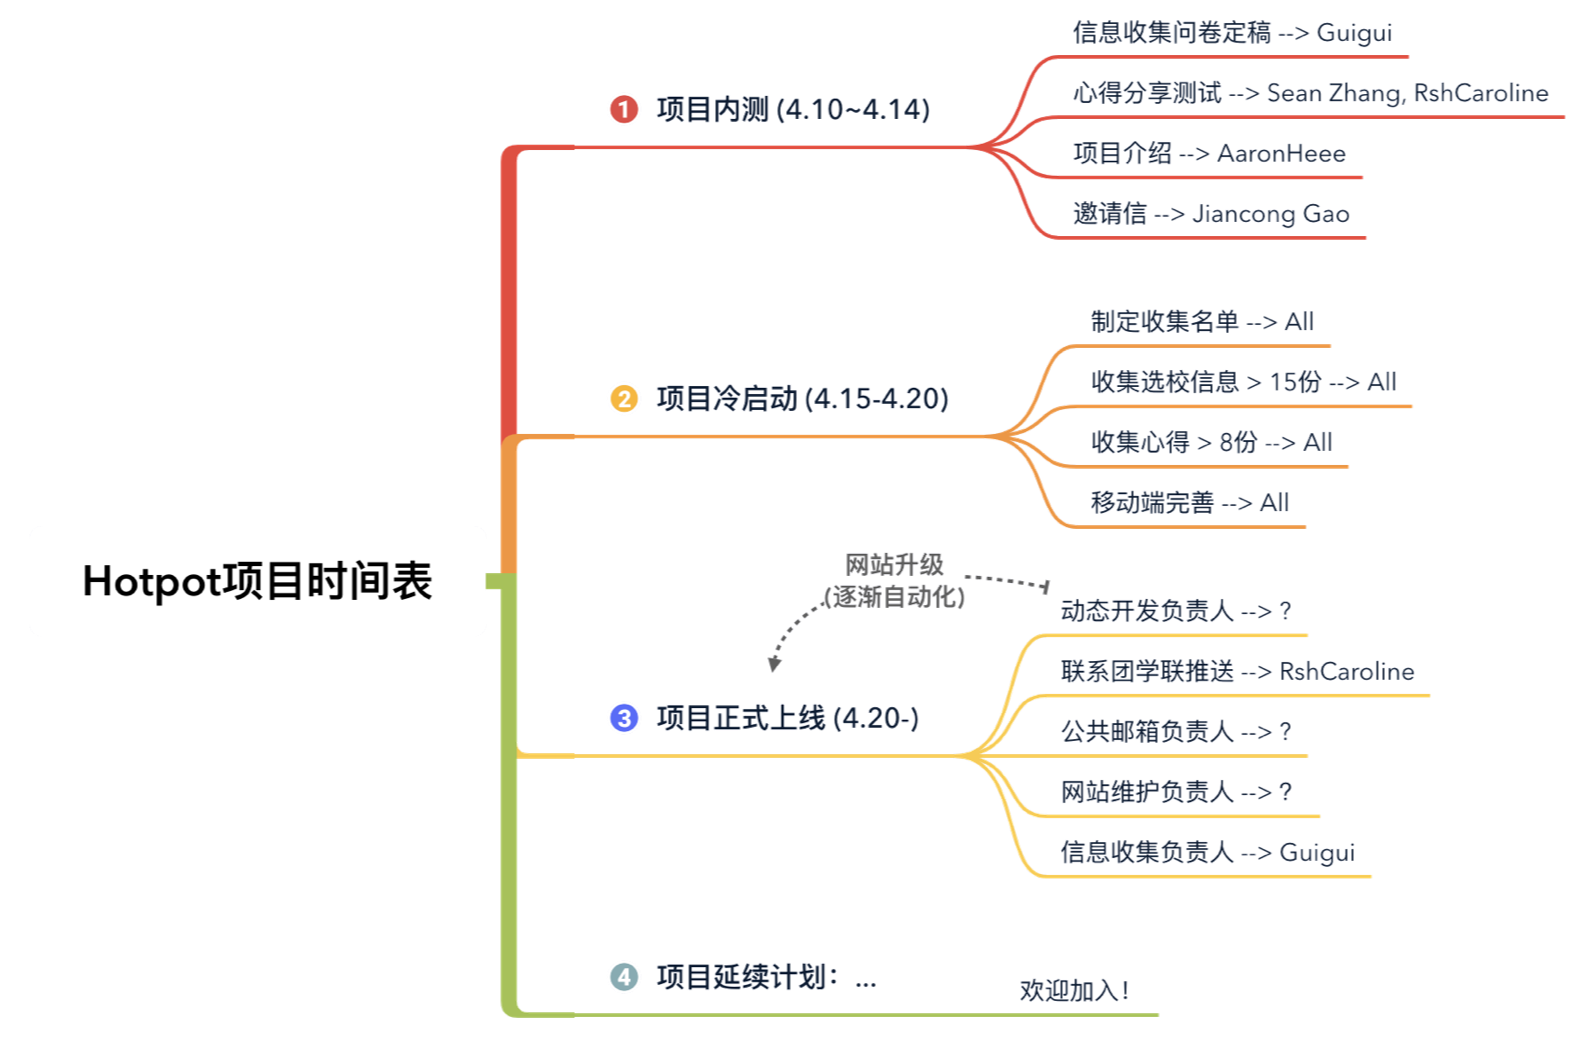 Hotpot项目时间表
1 项目内测 (4.10~4.14)
信息收集问卷定稿 --> Guigui
心得分享测试 --> Sean Zhang, RshCaroline
项目介绍 --> AaronHeee
邀请信 --> Jiancong Gao
2 项目冷启动 (4.15-4.20)
制定收集名单 --> All
收集选校信息 > 15份 --> All
收集心得 > 8份 --> All
移动端完善 --> All
网站升级
(逐渐自动化)
3 项目正式上线 (4.20-)
动态开发负责人 --> ?
联系团学联推送 --> RshCaroline
公共邮箱负责人 --> ?
网站维护负责人 --> ?
信息收集负责人 --> Guigui
4 项目延续计划：...
欢迎加入！